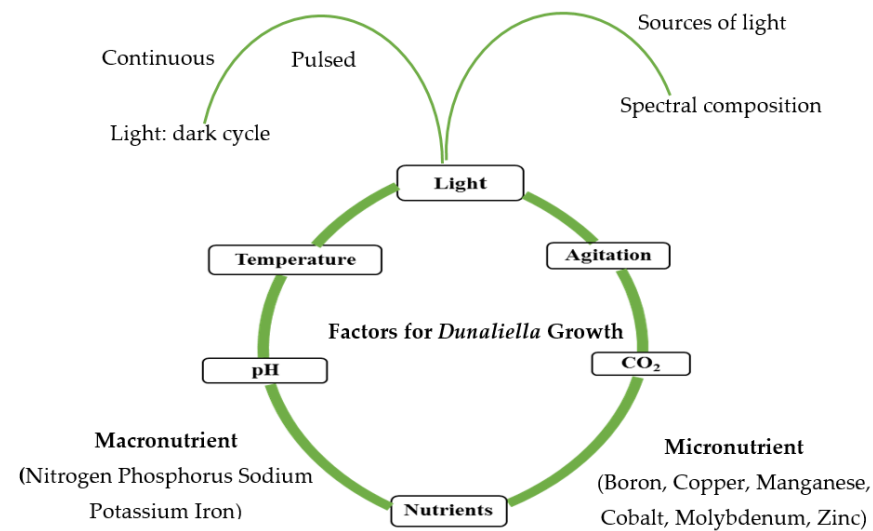 Sources of light
Continuous
Pulsed
Spectral composition
Light: dark cycle
Light
Temperature
Agitation
Factors for Dunaliella Growth
pH
CO₂
Macronutrient
(Nitrogen Phosphorus Sodium
Potassium Iron)
Micronutrient
(Boron, Copper, Manganese,
Cobalt, Molybdenum, Zinc)
Nutrients